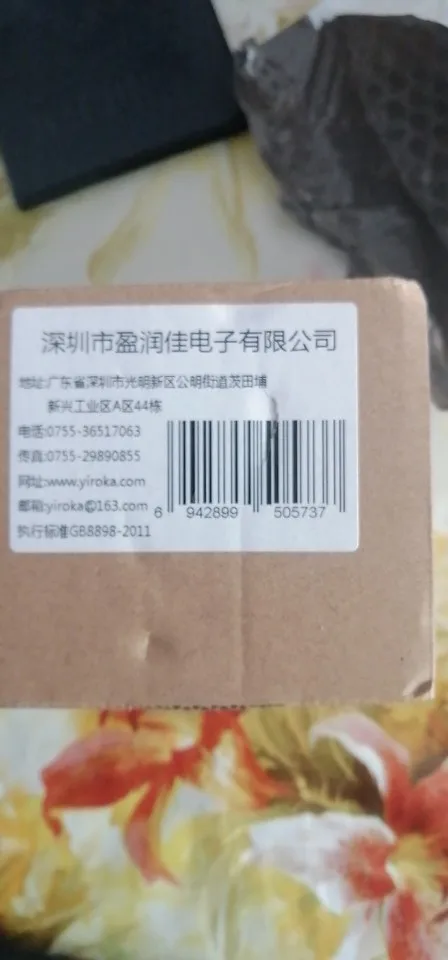 深圳市盈润佳电子有限公司
地址:广东省深圳市光明新区公明街道茨田埔
新兴工业区A区44栋
电话:0755-36517063
传真:0755-29890855
网址:www.yiroka.com
邮箱:yiroka@163.com
执行标准GB8898-2011
6 942899 505737